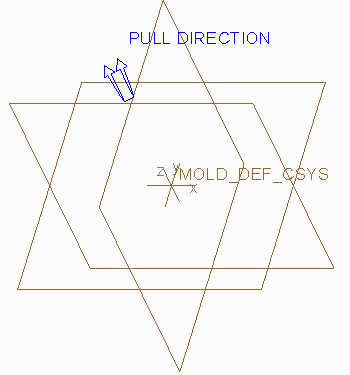 PULL DIRECTION
MOLD_DEF_CSYS
z
y
x